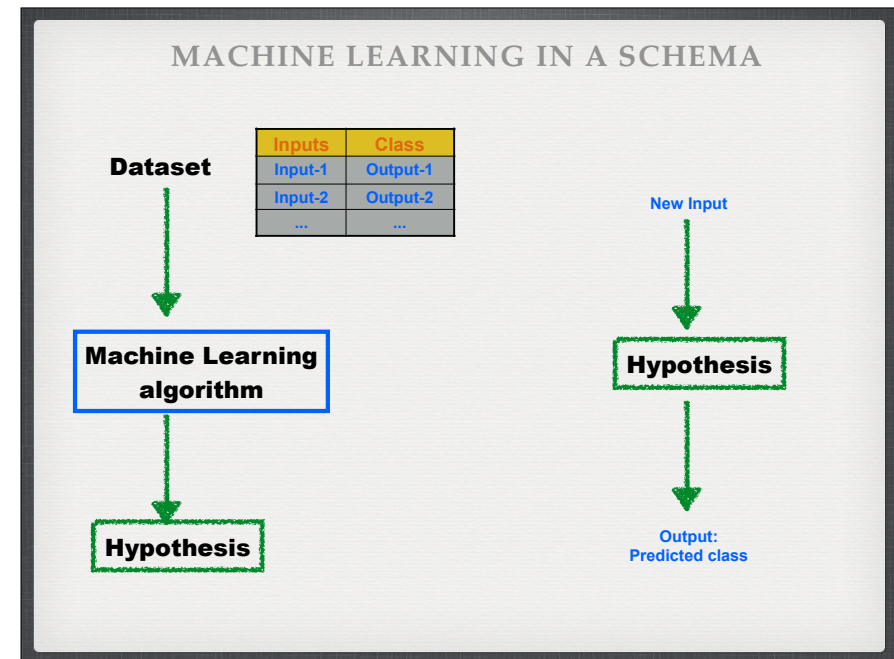 MACHINE LEARNING IN A SCHEMA
Dataset
Inputs Class
Input-1 Output-1
Input-2 Output-2
... ...
Machine Learning
algorithm
Hypothesis
New Input
Hypothesis
Output:
Predicted class